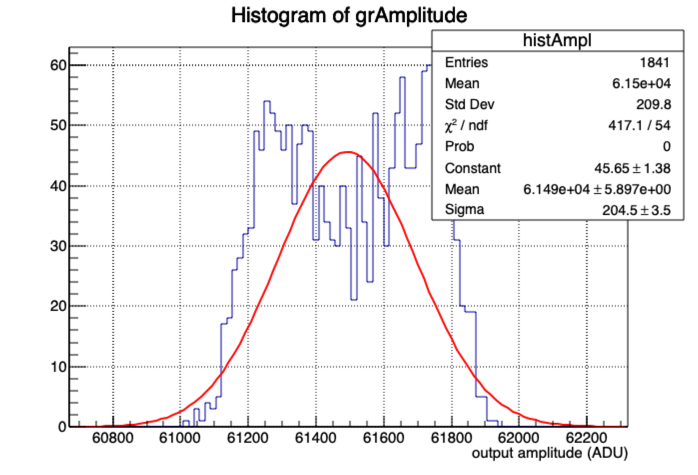 Histogram of grAmplitude
histAmpl
Entries 1841
Mean 6.15e+04
Std Dev 209.8
χ² / ndf 417.1 / 54
Prob 0
Constant 45.65 ± 1.38
Mean 6.149e+04 ± 5.897e+00
Sigma 204.5 ± 3.5
60
50
40
30
20
10
0
60800 61000 61200 61400 61600 61800 62000 62200
output amplitude (ADU)